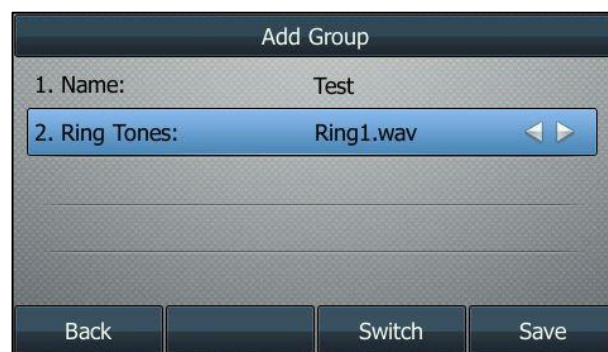 Add Group
1. Name: Test
2. Ring Tones: Ring1.wav
Back Switch Save